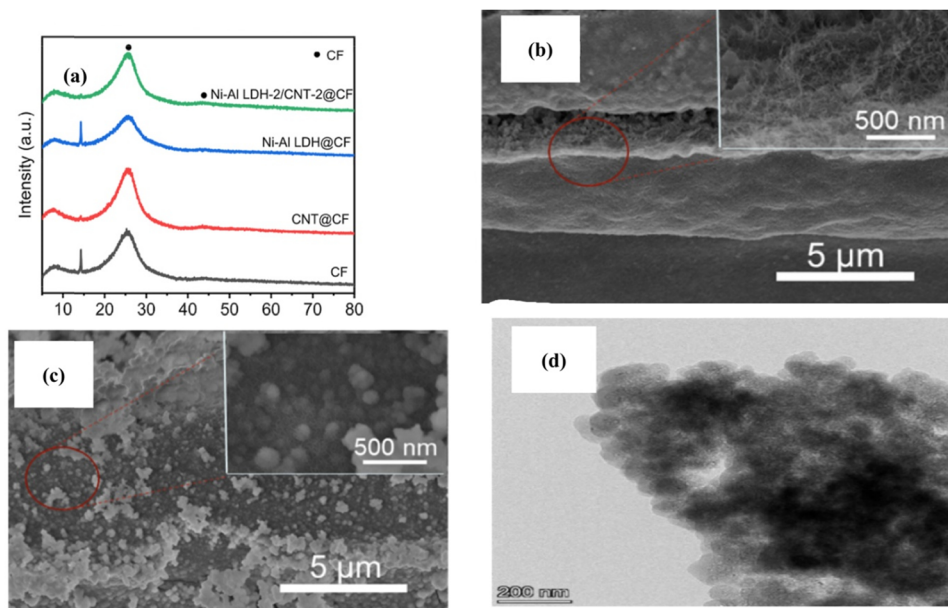 (a)
• CF
Ni-Al LDH-2/CNT-2@CF
Ni-Al LDH@CF
CNT@CF
CF
Intensity (a.u.)
10 20 30 40 50 60 70 80
(b)
500 nm
5 µm
(c)
500 nm
5 µm
(d)
200 nm